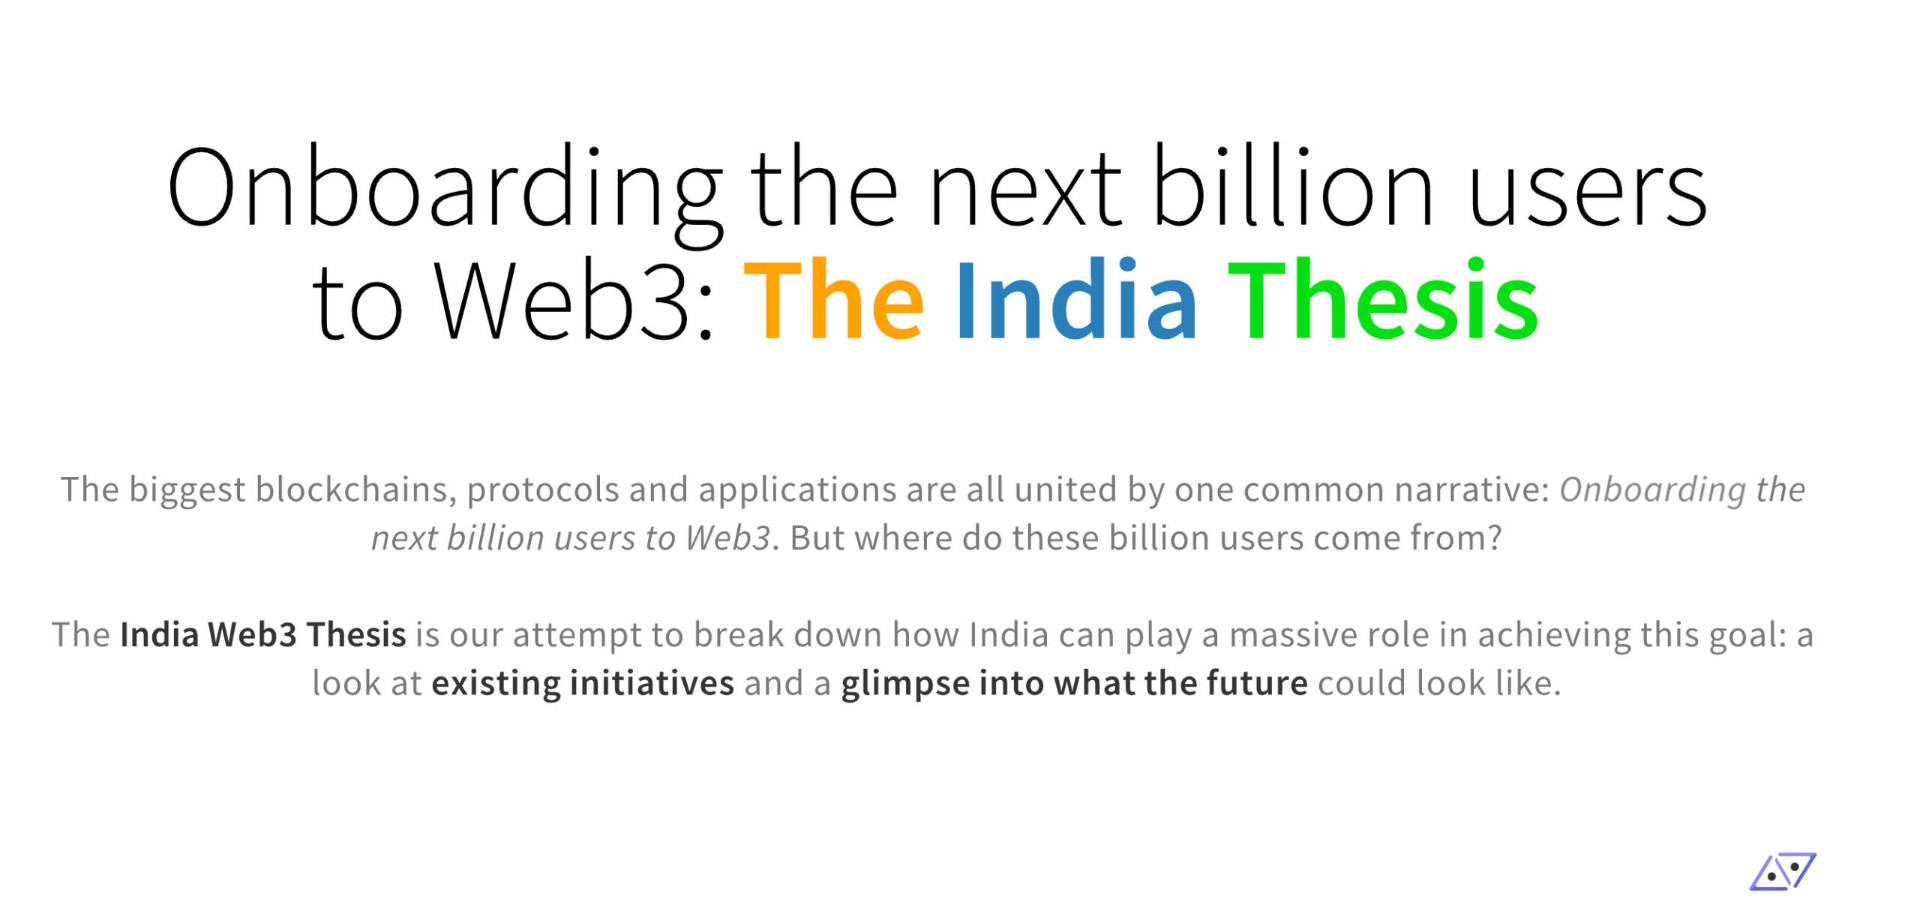 Onboarding the next billion users
to Web3: The India Thesis
The biggest blockchains, protocols and applications are all united by one common narrative: Onboarding the
next billion users to Web3. But where do these billion users come from?
The India Web3 Thesis is our attempt to break down how India can play a massive role in achieving this goal: a
look at existing initiatives and a glimpse into what the future could look like.